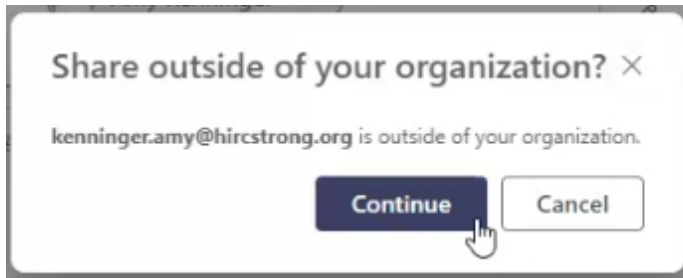 Share outside of your organization?
kenninger.amy@hircstrong.org is outside of your organization.
Continue
Cancel